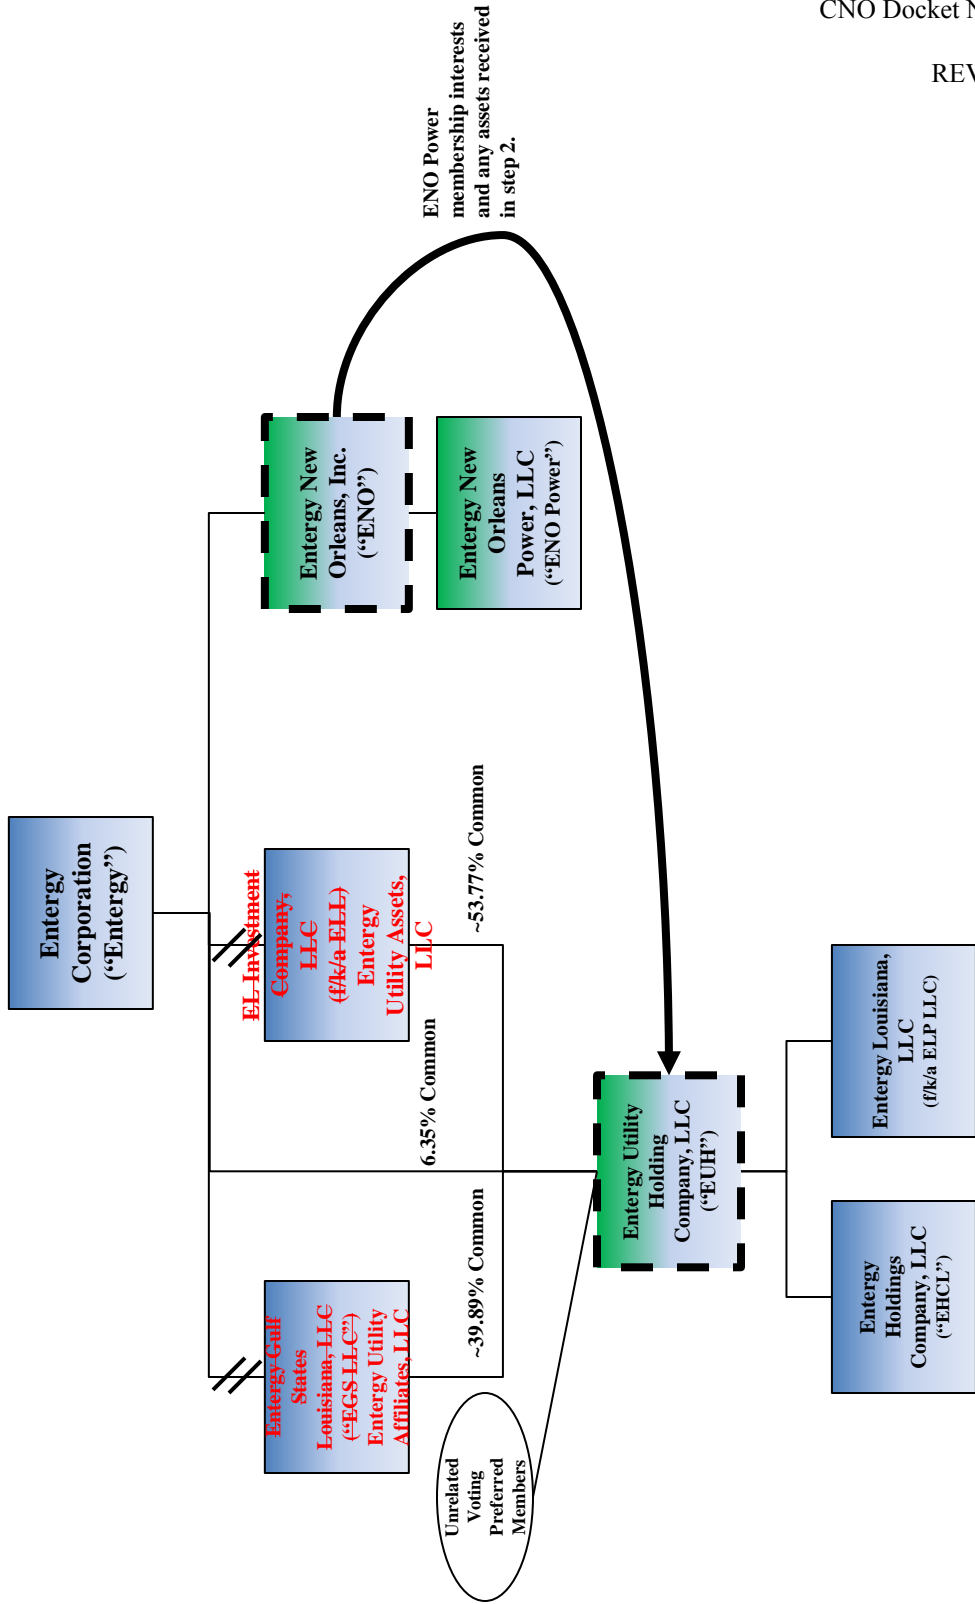 CNO Docket N
REV
Entergy
Corporation
(“Entergy”)
Entergy Gulf
States
Louisiana, LLC
(“EGS LLC”)
Entergy Utility
Affiliates, LLC
EL Investment
Company,
LLC
(f/k/a ELL)
Entergy
Utility Assets,
LLC
Entergy New
Orleans, Inc.
(“ENO”)
Entergy New
Orleans
Power, LLC
(“ENO Power”)
ENO Power
membership interests
and any assets received
in step 2.
Unrelated
Voting
Preferred
Members
~39.89% Common
6.35% Common
~53.77% Common
Entergy Utility
Holding
Company, LLC
(“EUH”)
Entergy
Holdings
Company, LLC
(“EHCL”)
Entergy Louisiana,
LLC
(f/k/a ELP LLC)